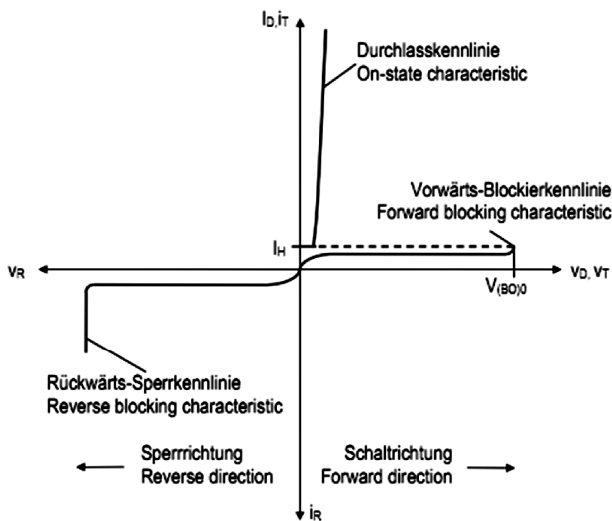 I_D,i_T
Durchlasskennlinie
On-state characteristic
Vorwärts-Blockierkennlinie
Forward blocking characteristic
I_H
v_R
v_D, v_T
V_(BO)0
Rückwärts-Sperrkennlinie
Reverse blocking characteristic
Sperrrichtung
Reverse direction
Schaltrichtung
Forward direction
i_R